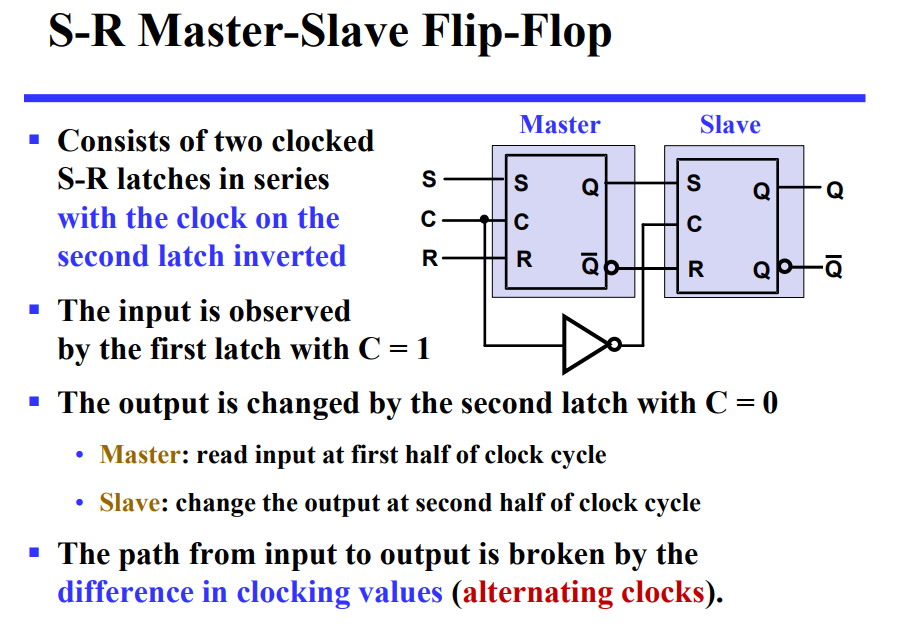 S-R Master-Slave Flip-Flop
Consists of two clocked
S-R latches in series
with the clock on the
second latch inverted
Master
Slave
S
C
R
S
Q
C
R
Q̅
S
Q
C
R
Q
Q
Q̅
▪ The input is observed
by the first latch with C = 1
▪ The output is changed by the second latch with C = 0
• Master: read input at first half of clock cycle
• Slave: change the output at second half of clock cycle
▪ The path from input to output is broken by the
difference in clocking values (alternating clocks).